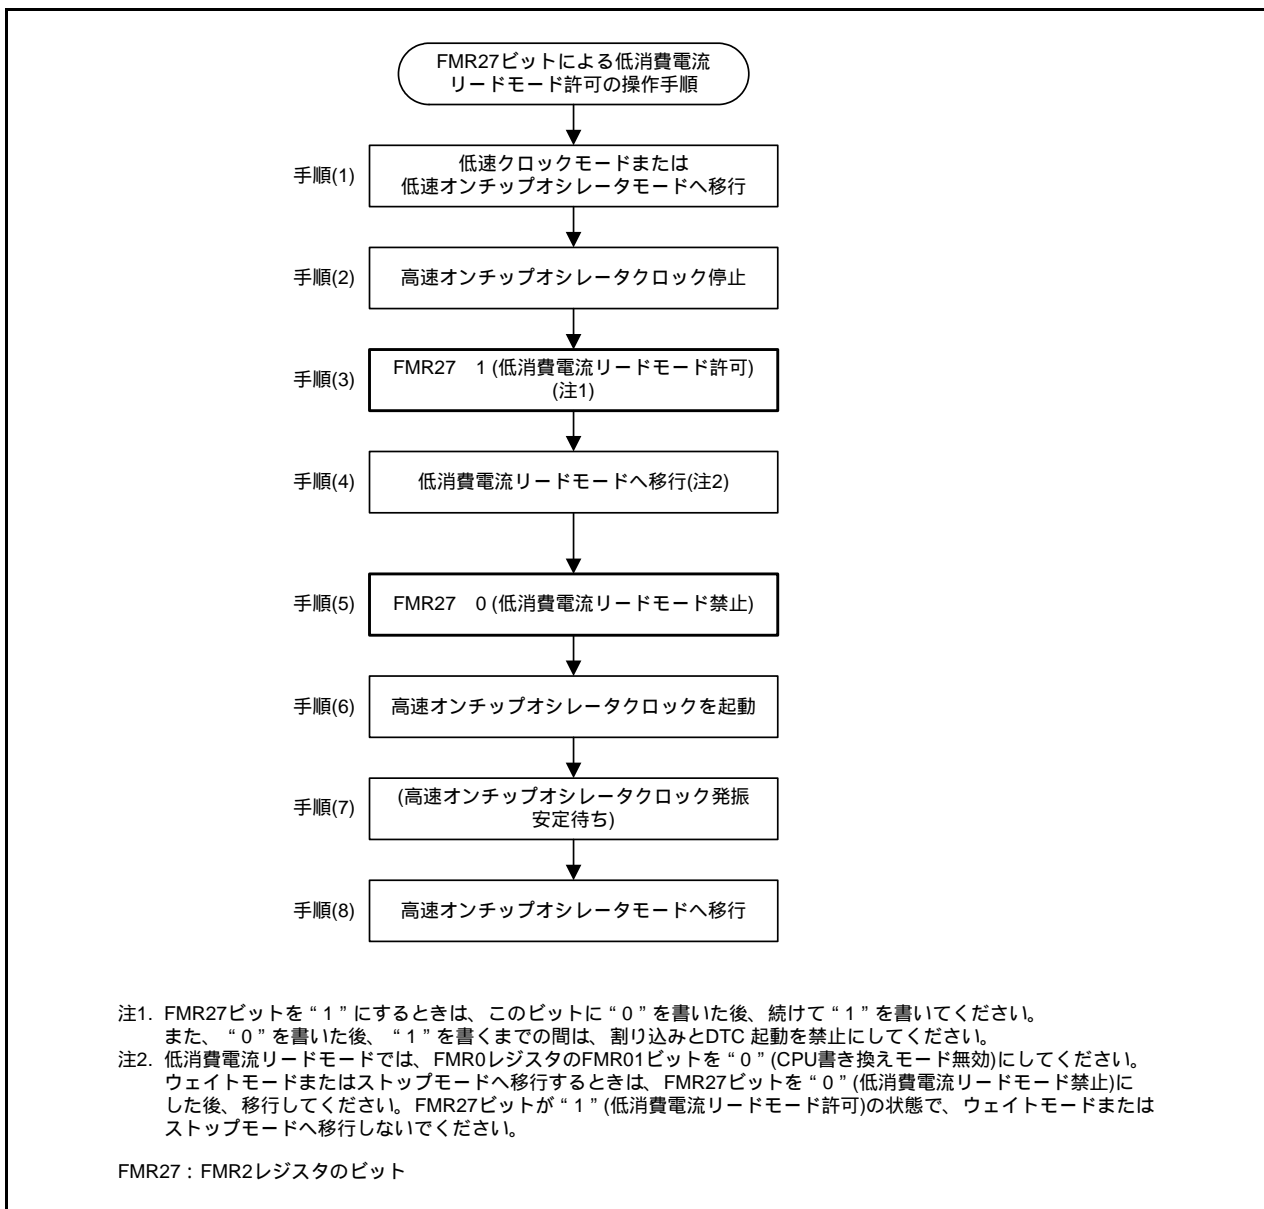 FMR27ビットによる低消費電流
リードモード許可の操作手順
手順(1)
低速クロックモードまたは
低速オンチップオシレータモードへ移行
手順(2)
高速オンチップオシレータクロック停止
手順(3)
FMR27　1 (低消費電流リードモード許可)
(注1)
手順(4)
低消費電流リードモードへ移行(注2)
手順(5)
FMR27　0 (低消費電流リードモード禁止)
手順(6)
高速オンチップオシレータクロックを起動
手順(7)
(高速オンチップオシレータクロック発振
安定待ち)
手順(8)
高速オンチップオシレータモードへ移行
注1. FMR27ビットを“1”にするときは、このビットに“0”を書いた後、続けて“1”を書いてください。
また、“0”を書いた後、“1”を書くまでの間は、割り込みとDTC 起動を禁止にしてください。
注2. 低消費電流リードモードでは、FMR0レジスタのFMR01ビットを“0”(CPU書き換えモード無効)にしてください。
ウェイトモードまたはストップモードへ移行するときは、FMR27ビットを“0”(低消費電流リードモード禁止)に
した後、移行してください。FMR27ビットが“1”(低消費電流リードモード許可)の状態で、ウェイトモードまたは
ストップモードへ移行しないでください。
FMR27：FMR2レジスタのビット